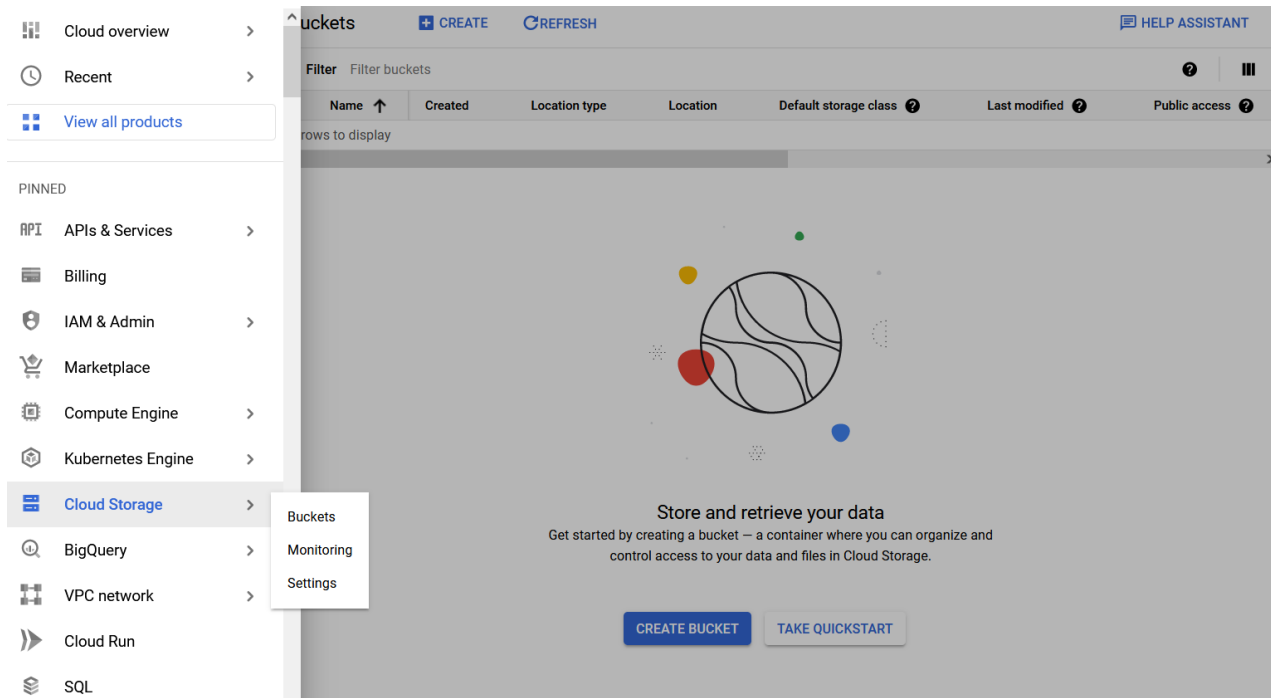 Cloud overview
Recent
View all products
PINNED
API APIs & Services
Billing
IAM & Admin
Marketplace
Compute Engine
Kubernetes Engine
Cloud Storage
BigQuery
VPC network
Cloud Run
SQL
Buckets
Monitoring
Settings
uckets CREATE REFRESH HELP ASSISTANT
Filter Filter buckets
Name Created Location type Location Default storage class Last modified Public access
rows to display
Store and retrieve your data
Get started by creating a bucket — a container where you can organize and
control access to your data and files in Cloud Storage.
CREATE BUCKET TAKE QUICKSTART